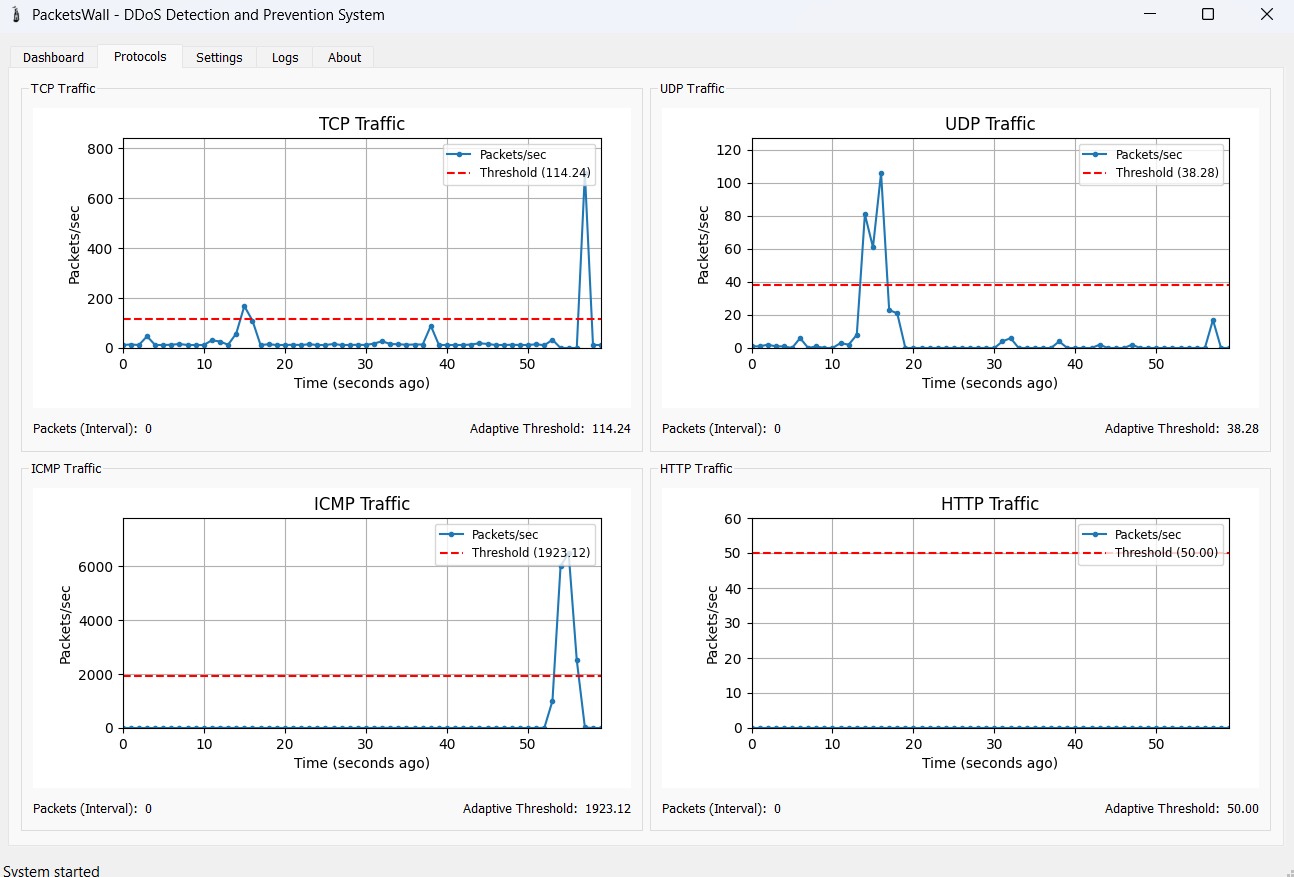 PacketsWall - DDoS Detection and Prevention System
Dashboard Protocols Settings Logs About
TCP Traffic
TCP Traffic
Packets/sec
800
600
400
200
0
0 10 20 30 40 50
Time (seconds ago)
Packets/sec
Threshold (114.24)
Packets (Interval): 0
Adaptive Threshold: 114.24
UDP Traffic
UDP Traffic
Packets/sec
120
100
80
60
40
20
0
0 10 20 30 40 50
Time (seconds ago)
Packets/sec
Threshold (38.28)
Packets (Interval): 0
Adaptive Threshold: 38.28
ICMP Traffic
ICMP Traffic
Packets/sec
6000
4000
2000
0
0 10 20 30 40 50
Time (seconds ago)
Packets/sec
Threshold (1923.12)
Packets (Interval): 0
Adaptive Threshold: 1923.12
HTTP Traffic
HTTP Traffic
Packets/sec
60
50
40
30
20
10
0
0 10 20 30 40 50
Time (seconds ago)
Packets/sec
Threshold (50.00)
Packets (Interval): 0
Adaptive Threshold: 50.00
System started